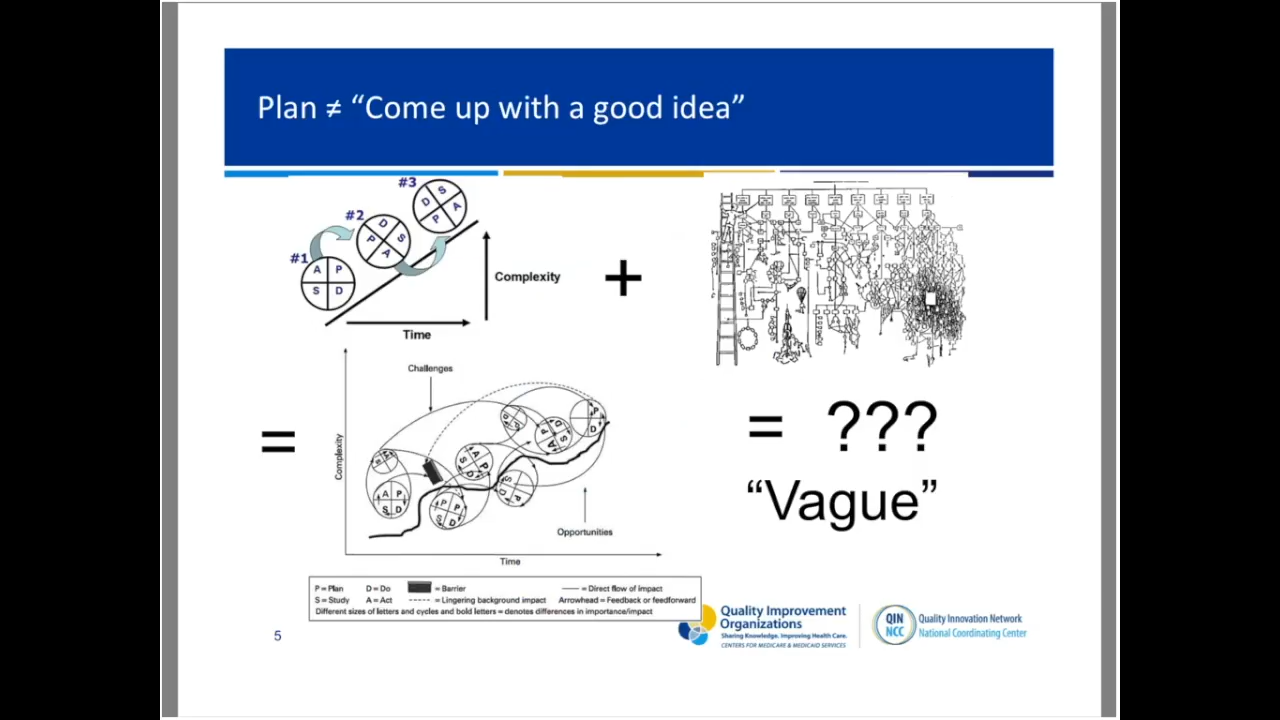 Plan ≠ “Come up with a good idea”
#3
D S
P A
#2
D
P S
A
#1
A P
S D
Complexity
Time
+
Challenges
Complexity
A P
S D
A P
S D
P
D
S P
D
P
D
A S
P
D
Opportunities
Time
=
= ???
“Vague”
P = Plan D = Do = Barrier = Direct flow of impact
S = Study A = Act = Lingering background impact Arrowhead = Feedback or feedforward
Different sizes of letters and cycles and bold letters = denotes differences in importance/impact
5
Quality Improvement
Organizations
Sharing Knowledge. Improving Health Care.
CENTERS FOR MEDICARE & MEDICAID SERVICES
QIN
NCC
Quality Innovation Network
National Coordinating Center